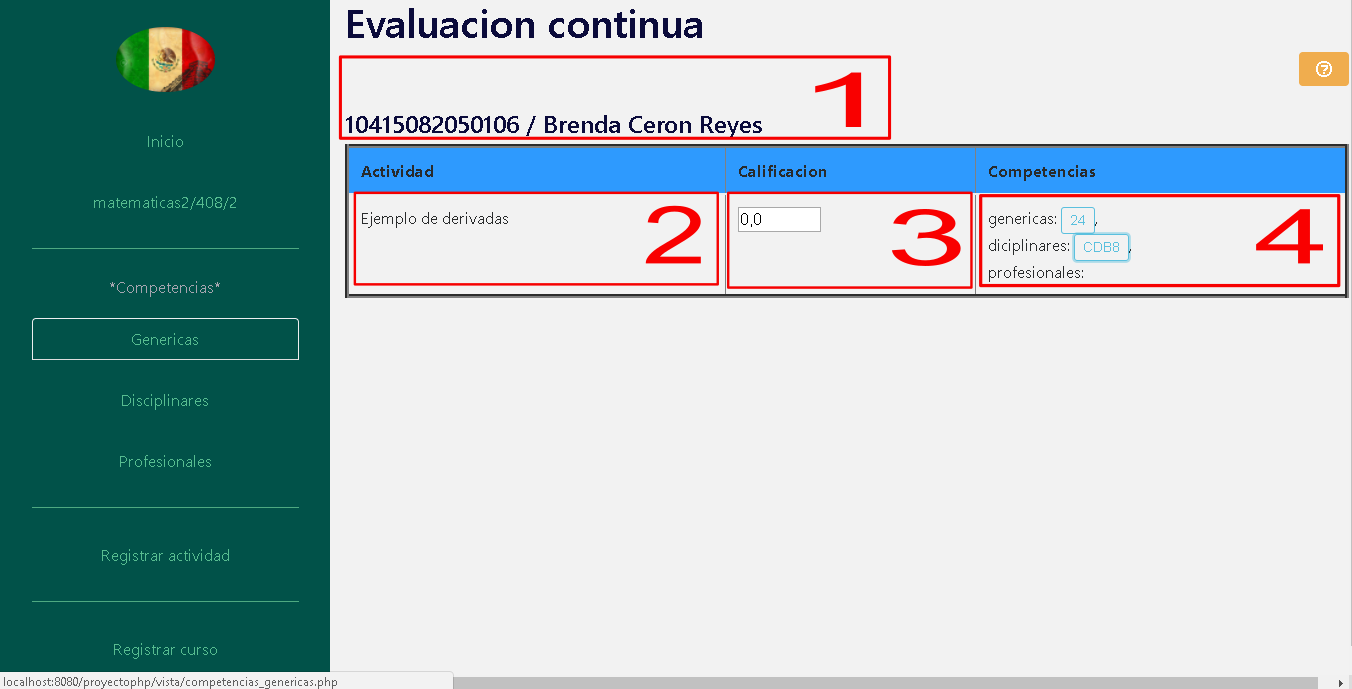 Evaluacion continua
1
10415082050106 / Brenda Ceron Reyes
Inicio
matematicas2/408/2
*Competencias*
Genericas
Disciplinares
Profesionales
Registrar actividad
Registrar curso
Actividad Calificacion Competencias
Ejemplo de derivadas 2 0,0 3 genericas: 24, 4
diciplinares: CDB8,
profesionales:
localhost:8080/proyectophp/vista/competencias_genericas.php